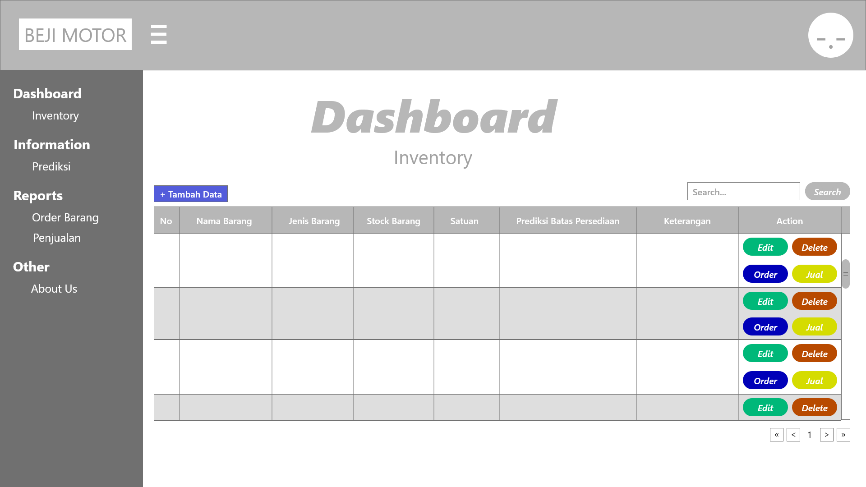 BEJI MOTOR
Dashboard
Inventory
Information
Prediksi
Reports
Order Barang
Penjualan
Other
About Us
Dashboard
Inventory
+ Tambah Data
Search...
Search
No Nama Barang Jenis Barang Stock Barang Satuan Prediksi Batas Persediaan Keterangan Action
Edit Delete
Order Jual
Edit Delete
Order Jual
Edit Delete
Order Jual
Edit Delete
« < 1 > »